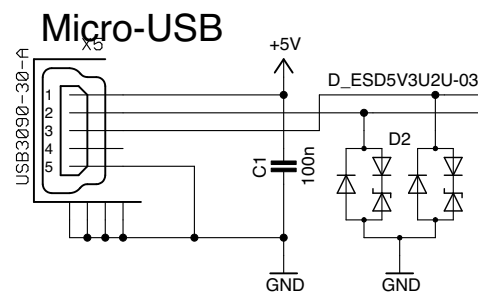 Micro-USB
X5
+5V
D_ESD5V3U2U-03
USB3090-30-A
1
2
3
4
5
C1
100n
D2
GND
GND